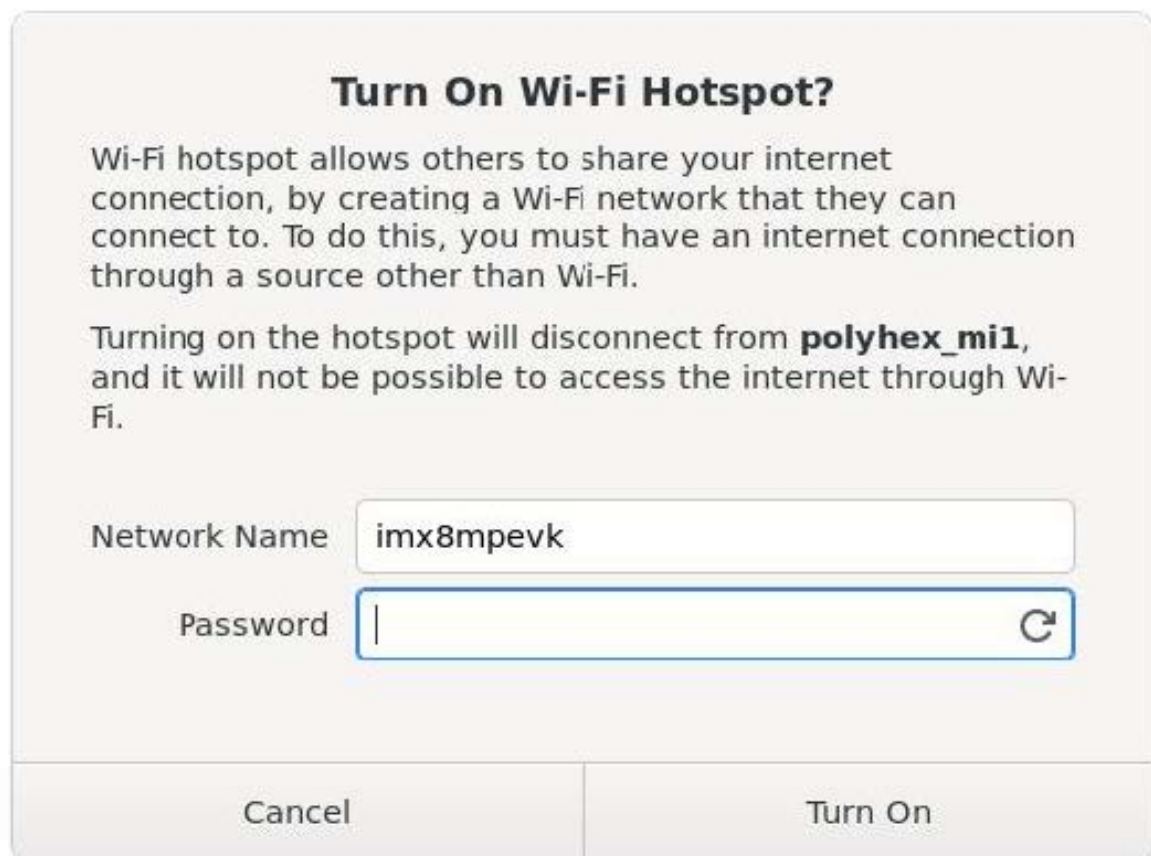 Turn On Wi-Fi Hotspot?
Wi-Fi hotspot allows others to share your internet
connection, by creating a Wi-Fi network that they can
connect to. To do this, you must have an internet connection
through a source other than Wi-Fi.
Turning on the hotspot will disconnect from polyhex_mi1,
and it will not be possible to access the internet through Wi-
Fi.
Network Name imx8mpevk
Password
Cancel Turn On